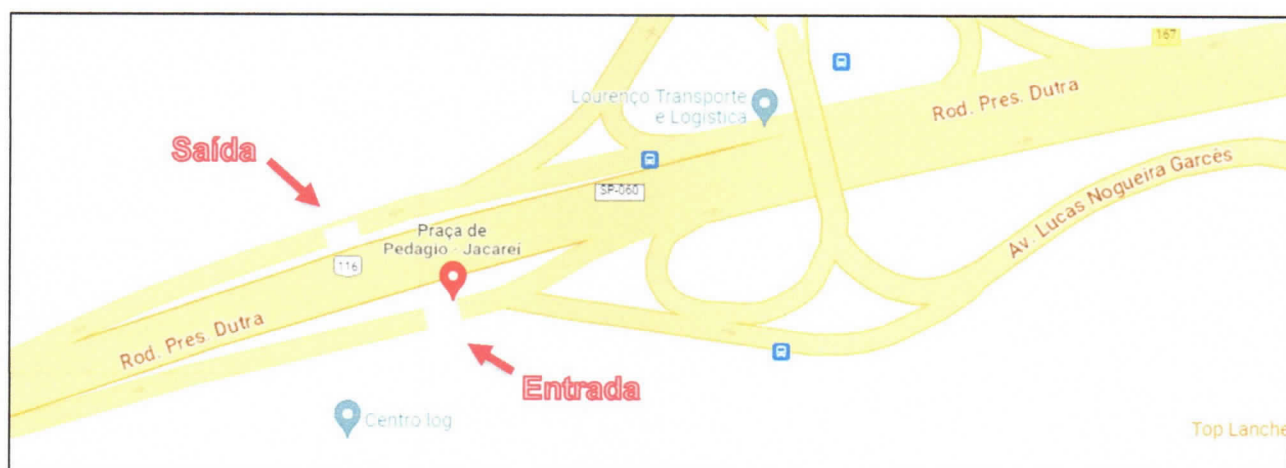 167
Rod. Pres. Dutra
Lourenço Transporte
e Logística
Saída
SP-060
Av. Lucas Nogueira Garcês
Praça de
Pedagio - Jacareí
116
Rod. Pres. Dutra
Entrada
Centro log
Top Lanche